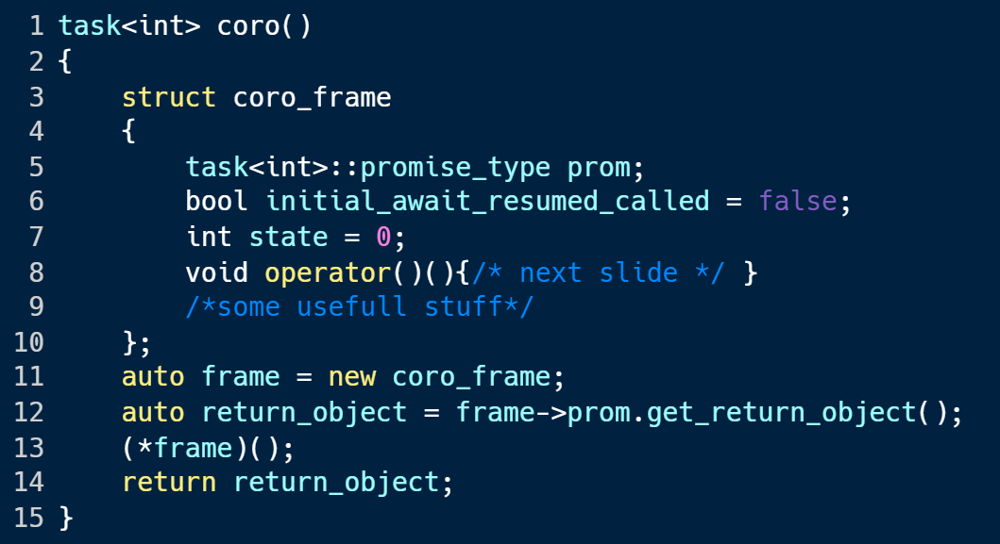 1 task<int> coro()
2 {
3     struct coro_frame
4     {
5         task<int>::promise_type prom;
6         bool initial_await_resumed_called = false;
7         int state = 0;
8         void operator()(){/* next slide */ }
9         /*some usefull stuff*/
10     };
11     auto frame = new coro_frame;
12     auto return_object = frame->prom.get_return_object();
13     (*frame)();
14     return return_object;
15 }